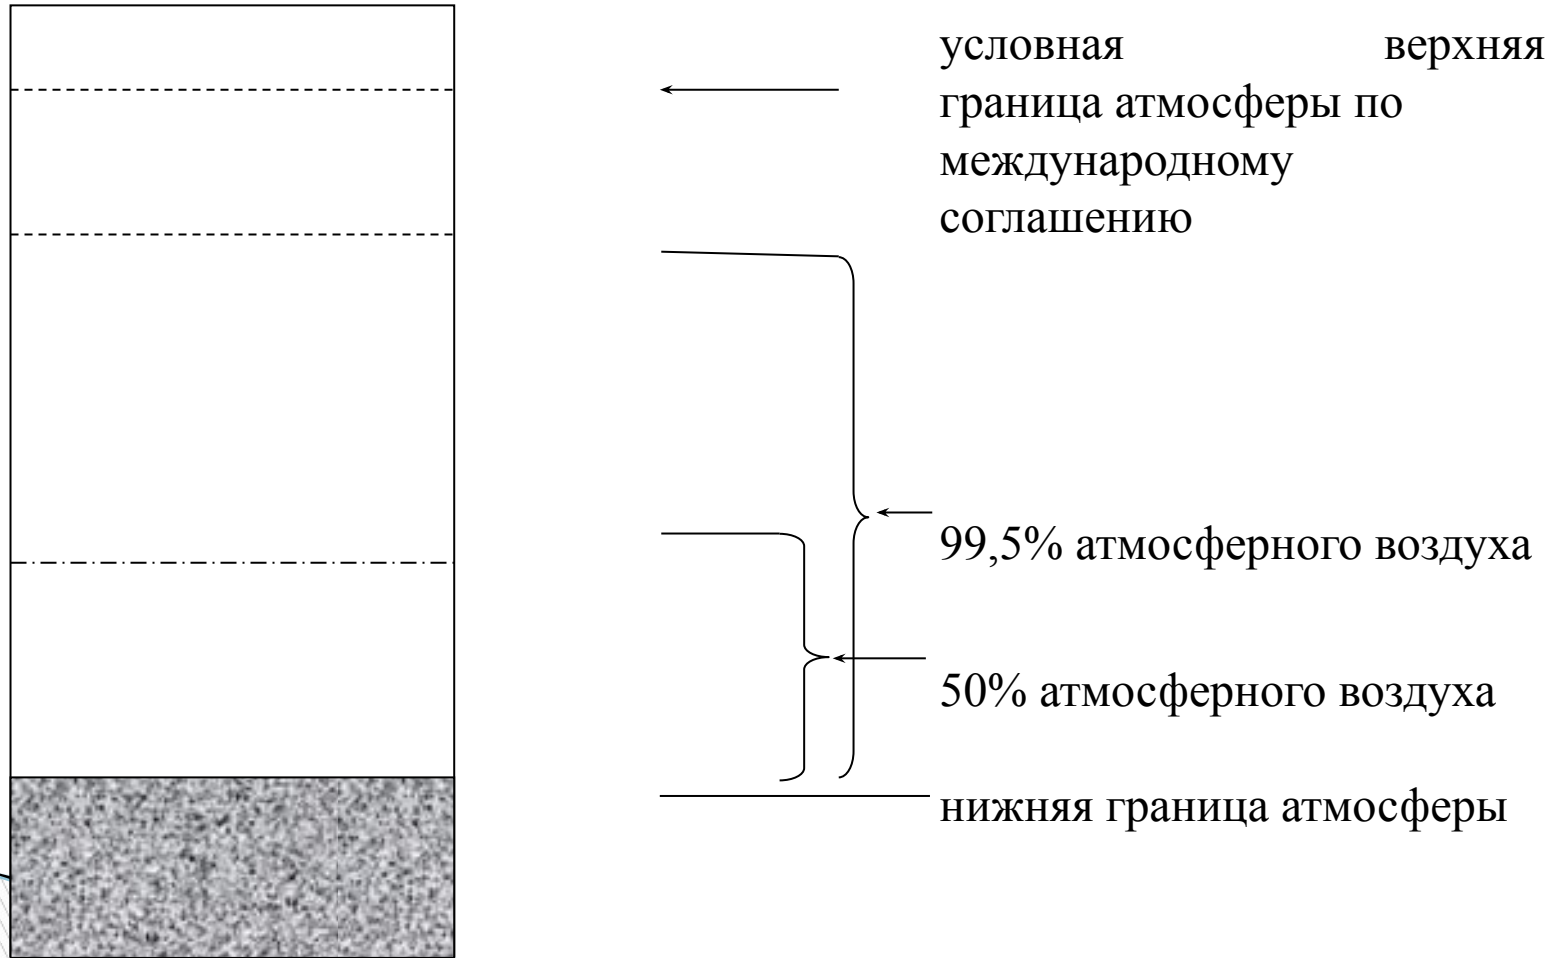 условная верхняя
граница атмосферы по
международному
соглашению
99,5% атмосферного воздуха
50% атмосферного воздуха
нижняя граница атмосферы